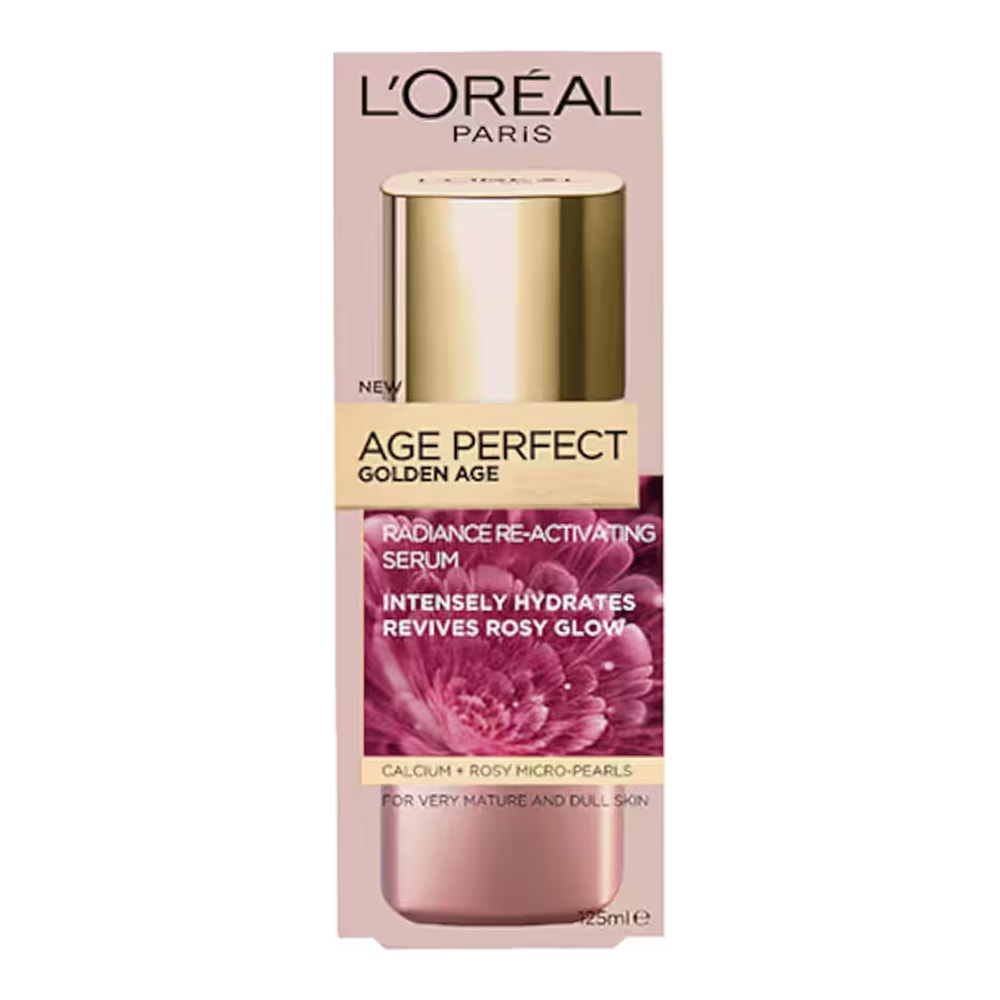 L'ORÉAL
PARiS
L'ORÉAL
NEW
AGE PERFECT
GOLDEN AGE
RADIANCE RE-ACTIVATING
SERUM
INTENSELY HYDRATES
REVIVES ROSY GLOW
CALCIUM + ROSY MICRO-PEARLS
FOR VERY MATURE AND DULL SKIN
125ml e